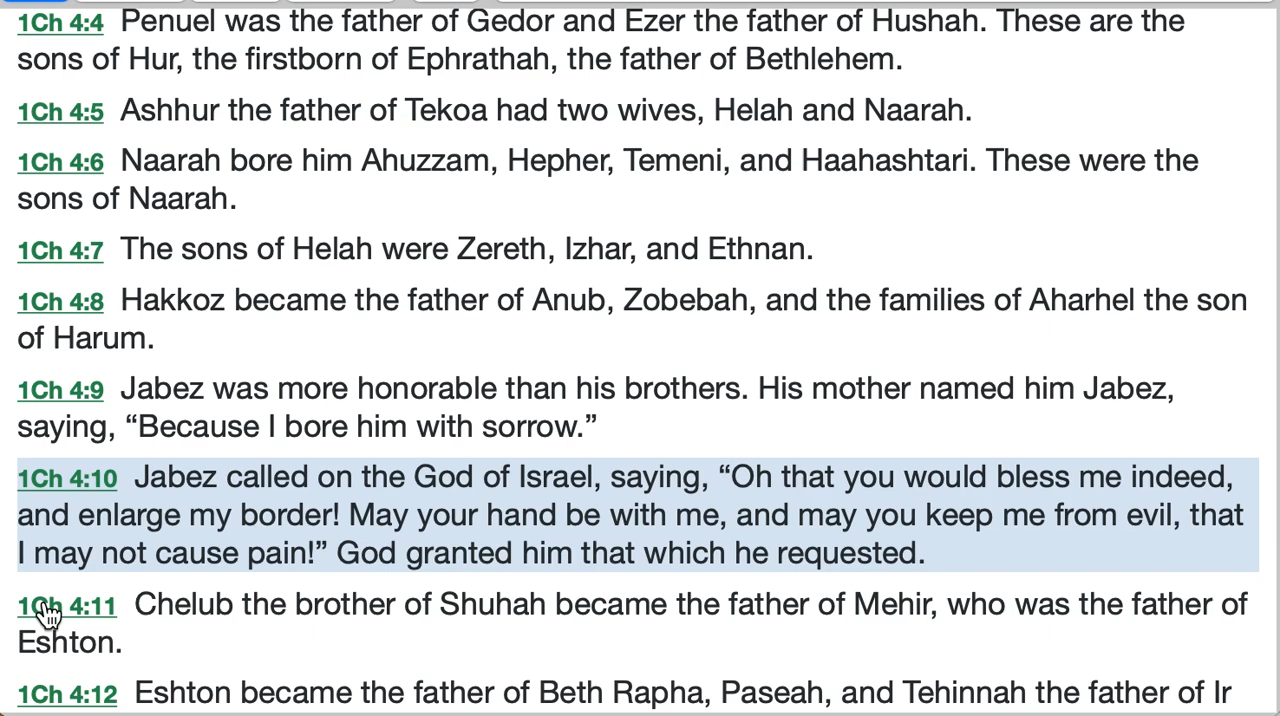 1Ch 4:4 Penuel was the father of Gedor and Ezer the father of Hushah. These are the
sons of Hur, the firstborn of Ephrathah, the father of Bethlehem.
1Ch 4:5 Ashhur the father of Tekoa had two wives, Helah and Naarah.
1Ch 4:6 Naarah bore him Ahuzzam, Hepher, Temeni, and Haahashtari. These were the
sons of Naarah.
1Ch 4:7 The sons of Helah were Zereth, Izhar, and Ethnan.
1Ch 4:8 Hakkoz became the father of Anub, Zobebah, and the families of Aharhel the son
of Harum.
1Ch 4:9 Jabez was more honorable than his brothers. His mother named him Jabez,
saying, “Because I bore him with sorrow.”
1Ch 4:10 Jabez called on the God of Israel, saying, “Oh that you would bless me indeed,
and enlarge my border! May your hand be with me, and may you keep me from evil, that
I may not cause pain!” God granted him that which he requested.
1Ch 4:11 Chelub the brother of Shuhah became the father of Mehir, who was the father of
Eshton.
1Ch 4:12 Eshton became the father of Beth Rapha, Paseah, and Tehinnah the father of Ir